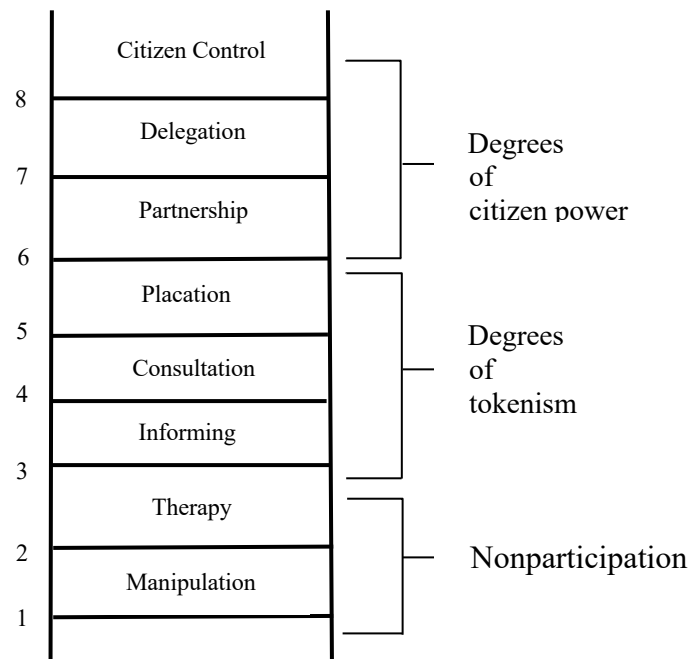 Citizen Control
8
Delegation
7
Partnership
6
Placation
5
Consultation
4
Informing
3
Therapy
2
Manipulation
1
Degrees
of
citizen power
Degrees
of
tokenism
Nonparticipation